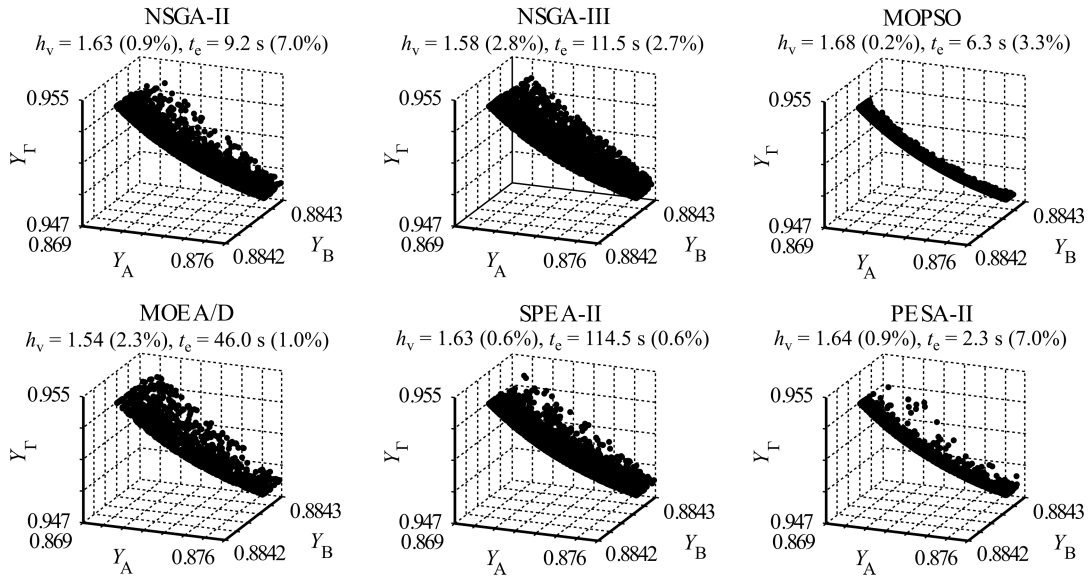 NSGA-II
h_v = 1.63 (0.9%), t_e = 9.2 s (7.0%)
0.955
Y_Γ
0.947
0.869
Y_A
0.876
0.8842
Y_B
0.8843
NSGA-III
h_v = 1.58 (2.8%), t_e = 11.5 s (2.7%)
0.955
Y_Γ
0.947
0.869
Y_A
0.876
0.8842
Y_B
0.8843
MOPSO
h_v = 1.68 (0.2%), t_e = 6.3 s (3.3%)
0.955
Y_Γ
0.947
0.869
Y_A
0.876
0.8842
Y_B
0.8843
MOEA/D
h_v = 1.54 (2.3%), t_e = 46.0 s (1.0%)
0.955
Y_Γ
0.947
0.869
Y_A
0.876
0.8842
Y_B
0.8843
SPEA-II
h_v = 1.63 (0.6%), t_e = 114.5 s (0.6%)
0.955
Y_Γ
0.947
0.869
Y_A
0.876
0.8842
Y_B
0.8843
PESA-II
h_v = 1.64 (0.9%), t_e = 2.3 s (7.0%)
0.955
Y_Γ
0.947
0.869
Y_A
0.876
0.8842
Y_B
0.8843